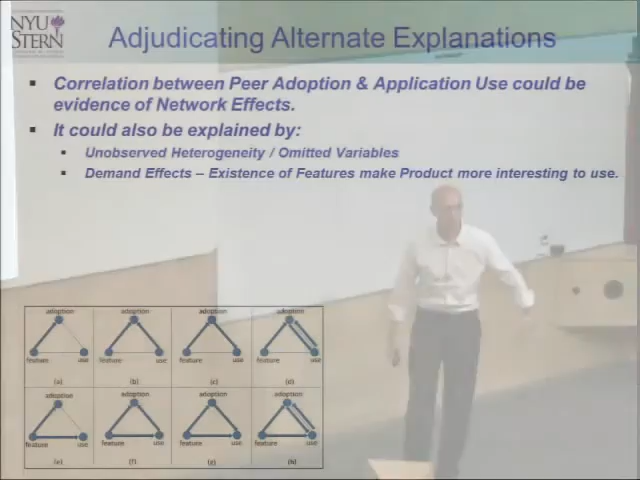 NYU
STERN
Adjudicating Alternate Explanations
▪ Correlation between Peer Adoption & Application Use could be
evidence of Network Effects.
▪ It could also be explained by:
▪ Unobserved Heterogeneity / Omitted Variables
▪ Demand Effects – Existence of Features make Product more interesting to use.
adoption adoption adoption adoption
feature use feature use feature use feature use
(a) (b) (c) (d)
adoption adoption adoption adoption
feature use feature use feature use feature use
(e) (f) (g) (h)